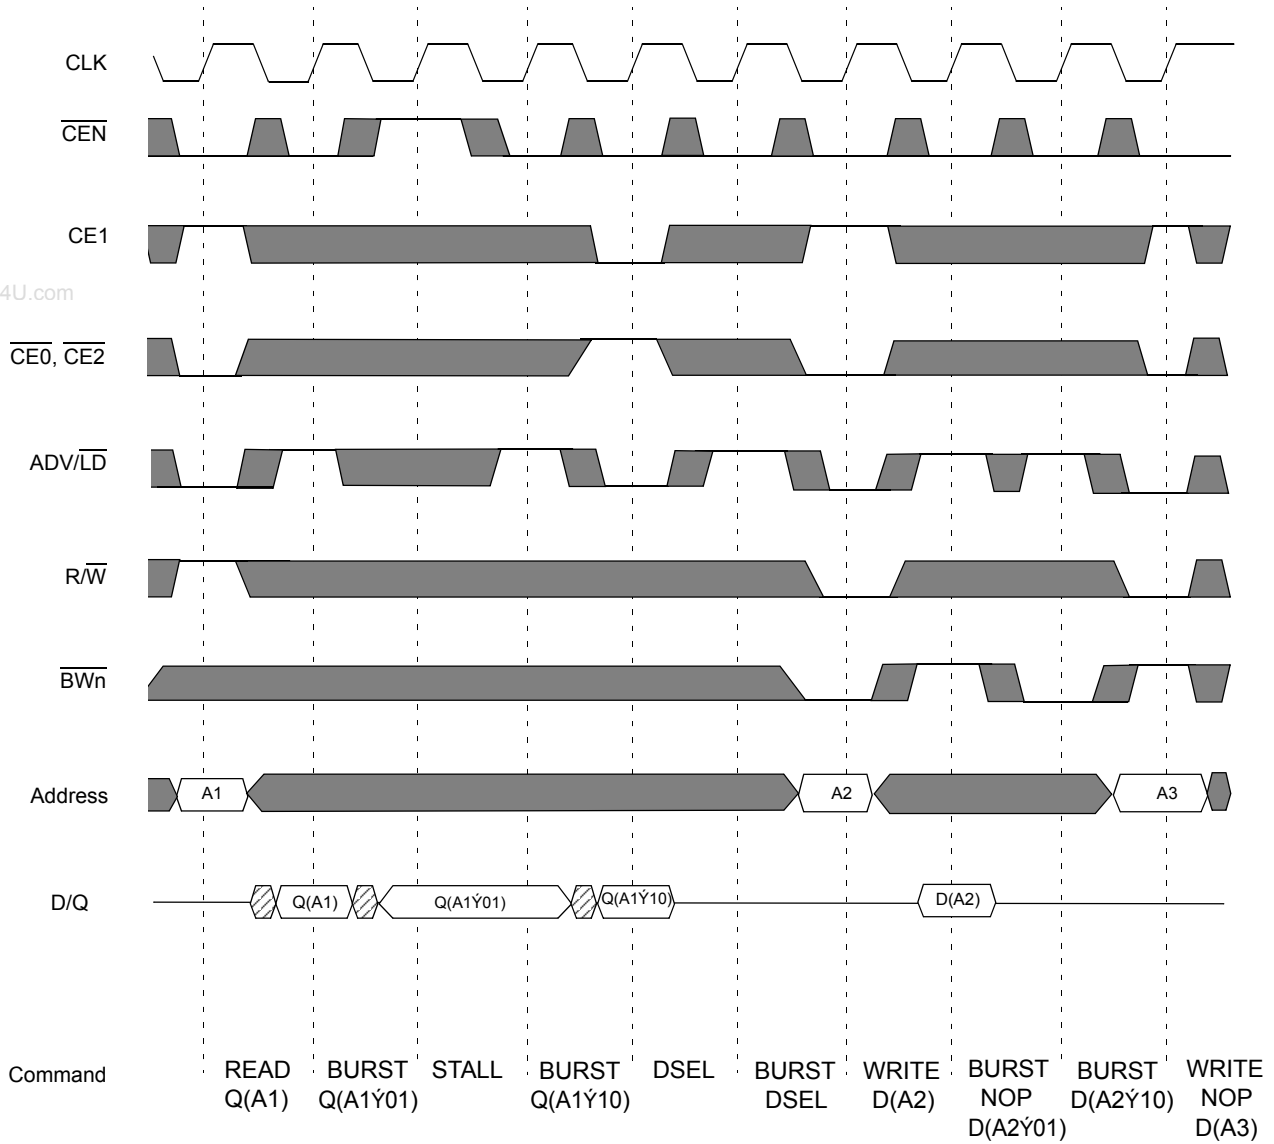 CLK
CEN
CE1
4U.com
CE0, CE2
ADV/LD
R/W
BWn
Address A1 A2 A3
D/Q Q(A1) Q(A1Ý01) Q(A1Ý10) D(A2)
Command READ BURST STALL BURST DSEL BURST WRITE BURST BURST WRITE
Q(A1) Q(A1Ý01) Q(A1Ý10) DSEL D(A2) NOP D(A2Ý10) NOP
D(A2Ý01) D(A3)